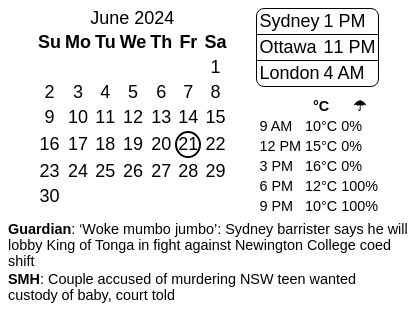 June 2024
Su Mo Tu We Th Fr Sa
1
2 3 4 5 6 7 8
9 10 11 12 13 14 15
16 17 18 19 20 21 22
23 24 25 26 27 28 29
30
Sydney 1 PM
Ottawa 11 PM
London 4 AM
°C ☂
9 AM 10°C 0%
12 PM 15°C 0%
3 PM 16°C 0%
6 PM 12°C 100%
9 PM 10°C 100%
Guardian: ‘Woke mumbo jumbo’: Sydney barrister says he will
lobby King of Tonga in fight against Newington College coed
shift
SMH: Couple accused of murdering NSW teen wanted
custody of baby, court told